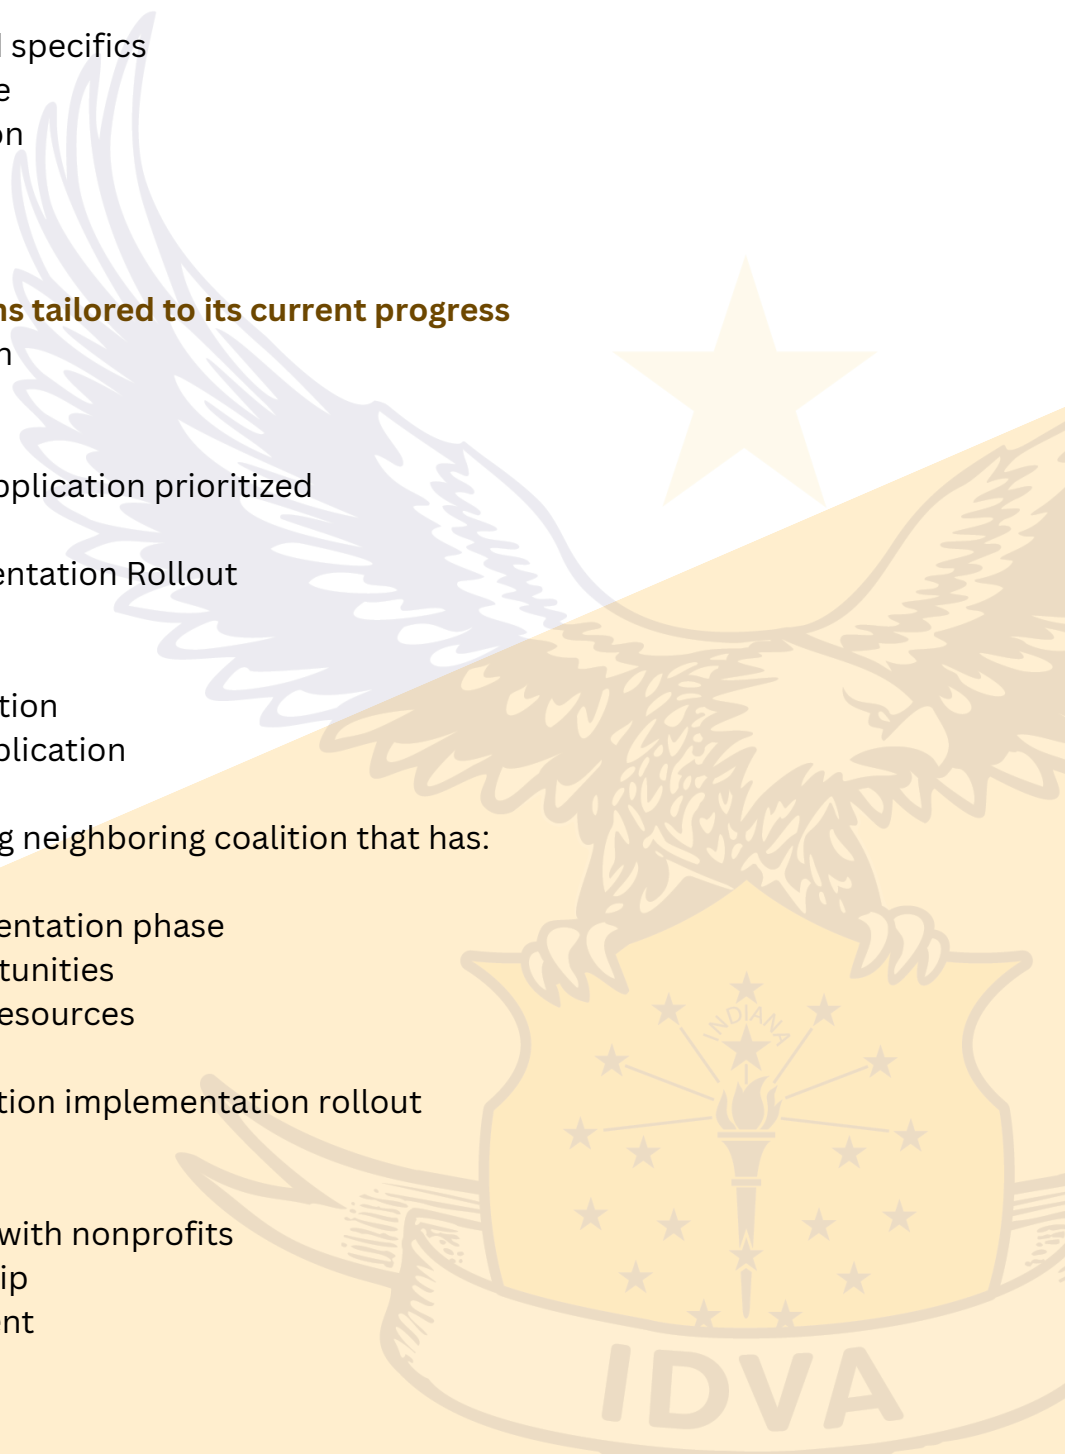 specifics
e
on
ns tailored to its current progress
n
pplication prioritized
entation Rollout
tion
plication
g neighboring coalition that has:
entation phase
tunities
esources
tion implementation rollout
with nonprofits
ip
ent
INDIANA
IDVA